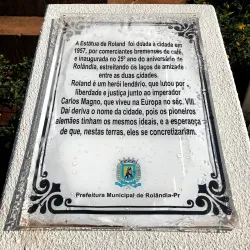 A Estátua de Roland foi doada à cidade em
1957, por comerciantes bremenses de café,
e inaugurada no 25º ano do aniversário de
Rolândia, estreitando os laços de amizade
entre as duas cidades.
Roland é um herói lendário, que lutou por
liberdade e justiça junto ao imperador
Carlos Magno, que viveu na Europa no séc. VIII.
Daí deriva o nome da cidade, pois os pioneiros
alemães tinham os mesmos ideais, e a esperança
de que, nestas terras, eles se concretizariam.
Prefeitura Municipal de Rolândia-Pr